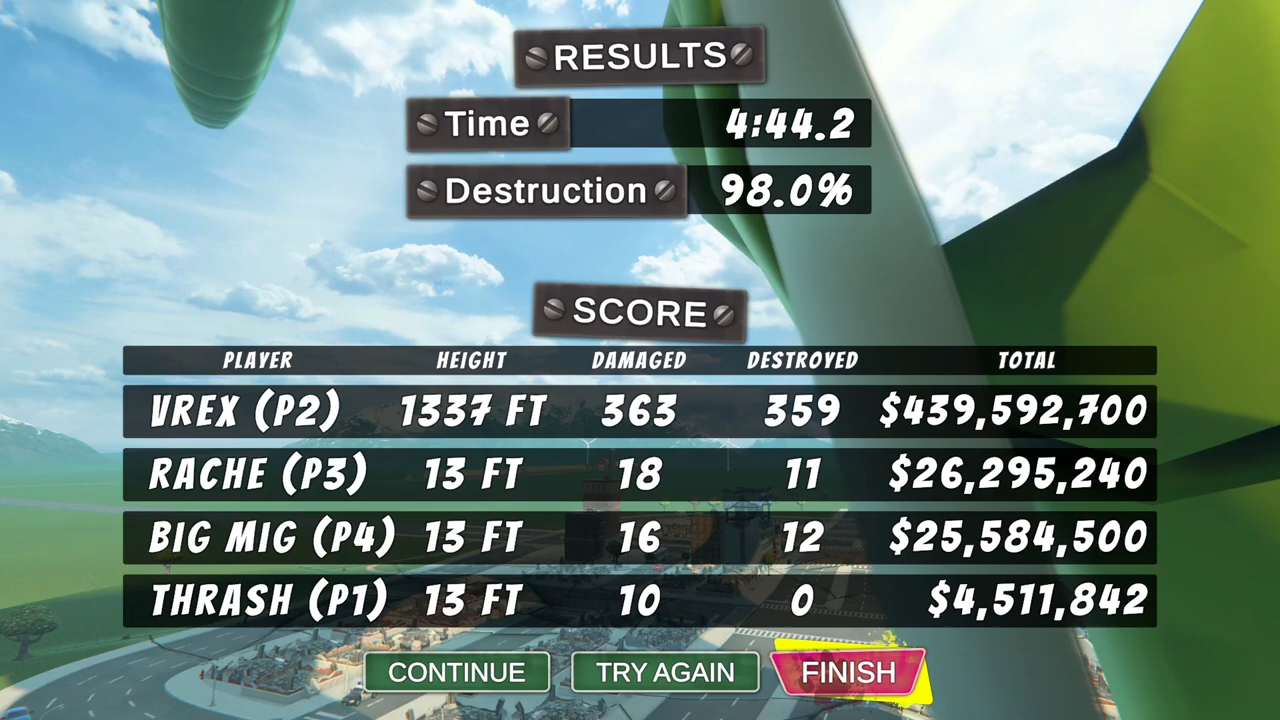 RESULTS
Time 4:44.2
Destruction 98.0%
SCORE
PLAYER HEIGHT DAMAGED DESTROYED TOTAL
VREX (P2) 1337 FT 363 359 $439,592,700
RACHE (P3) 13 FT 18 11 $26,295,240
BIG MIG (P4) 13 FT 16 12 $25,584,500
THRASH (P1) 13 FT 10 0 $4,511,842
CONTINUE TRY AGAIN FINISH